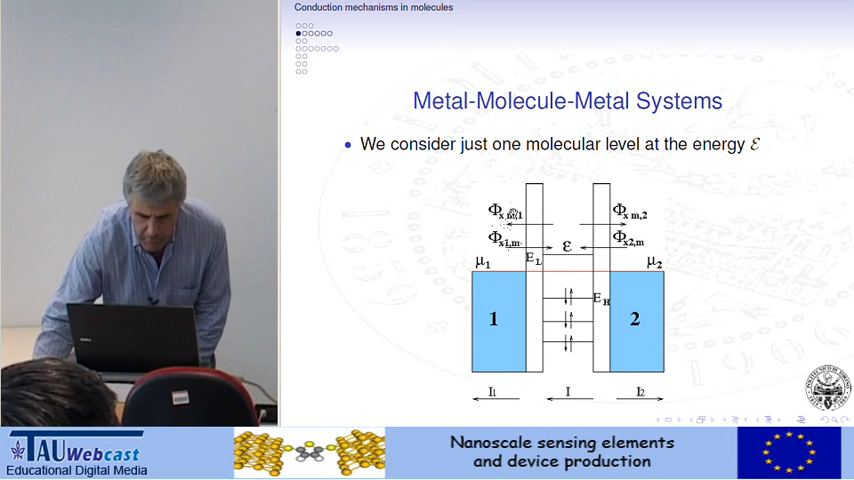 Conduction mechanisms in molecules
Metal-Molecule-Metal Systems
• We consider just one molecular level at the energy ℰ
Φx,m,1
Φx m,2
Φx1,m
ε
Φx2,m
μ1
EL
μ2
EH
1
2
I1
I
I2
TAU Webcast
Educational Digital Media
Nanoscale sensing elements
and device production